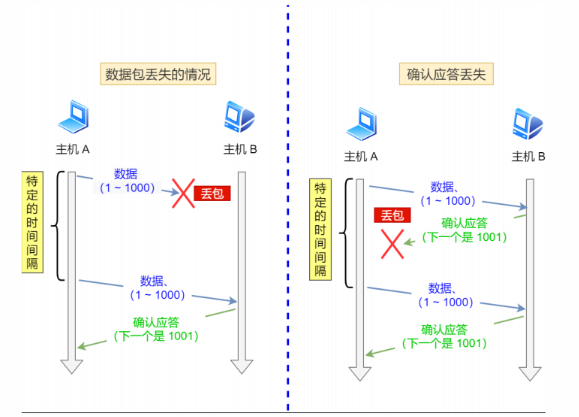 数据包丢失的情况
主机 A
主机 B
特定的时间间隔
数据
（1 ~ 1000）
丢包
数据、
（1 ~ 1000）
确认应答
（下一个是 1001）
确认应答丢失
主机 A
主机 B
特定的时间间隔
数据、
（1 ~ 1000）
丢包
确认应答
（下一个是 1001）
数据、
（1 ~ 1000）
确认应答
（下一个是 1001）